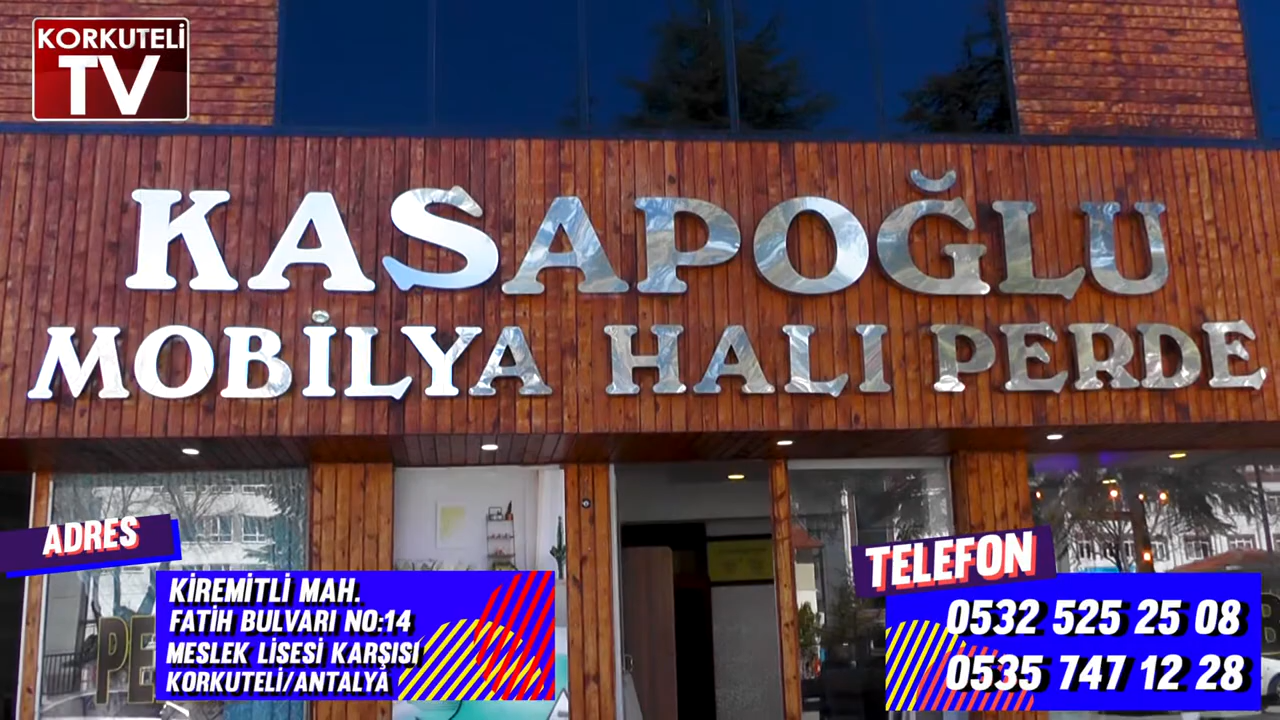 KORKUTELİ
TV
KASAPOĞLU
MOBİLYA HALI PERDE
ADRES
KİREMİTLİ MAH.
FATİH BULVARI NO:14
MESLEK LİSESİ KARŞISI
KORKUTELİ/ANTALYA
TELEFON
0532 525 25 08
0535 747 12 28